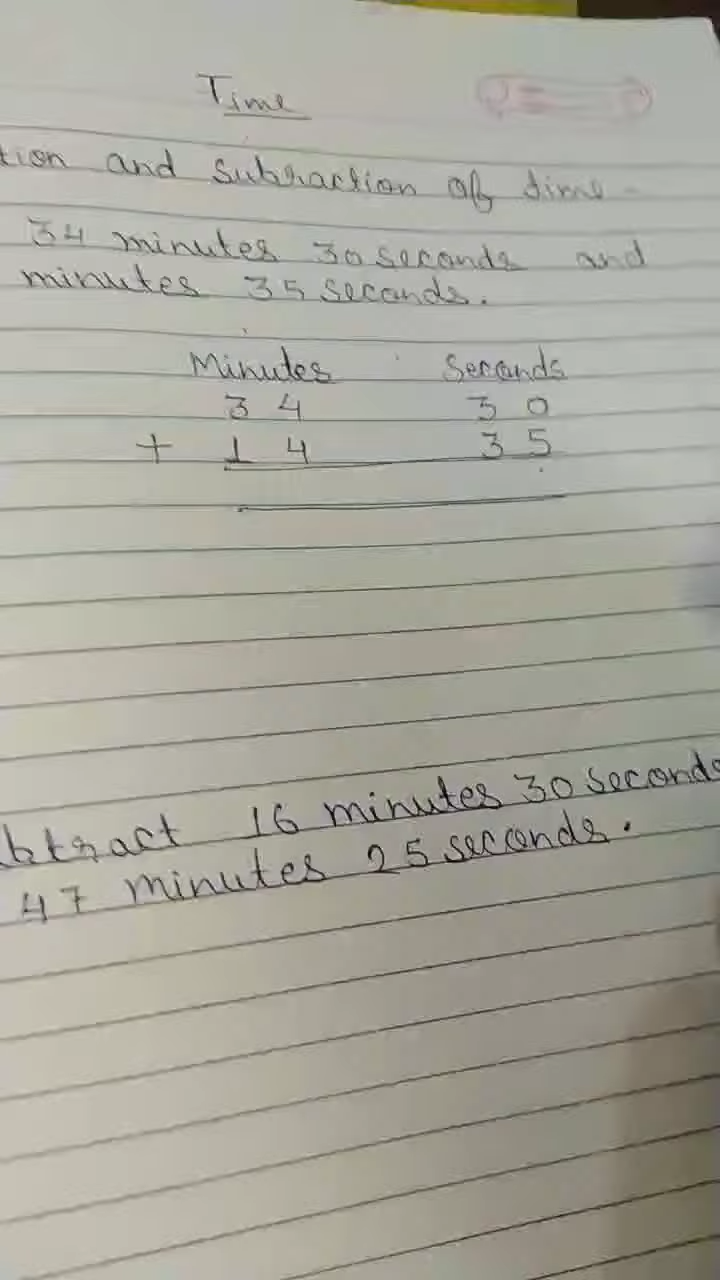 Time
tion and subtraction of time -
34 minutes 30 seconds and
minutes 35 seconds.
Minutes Seconds
3 4 3 0
+ 1 4 3 5
btract 16 minutes 30 seconds
47 minutes 25 seconds.